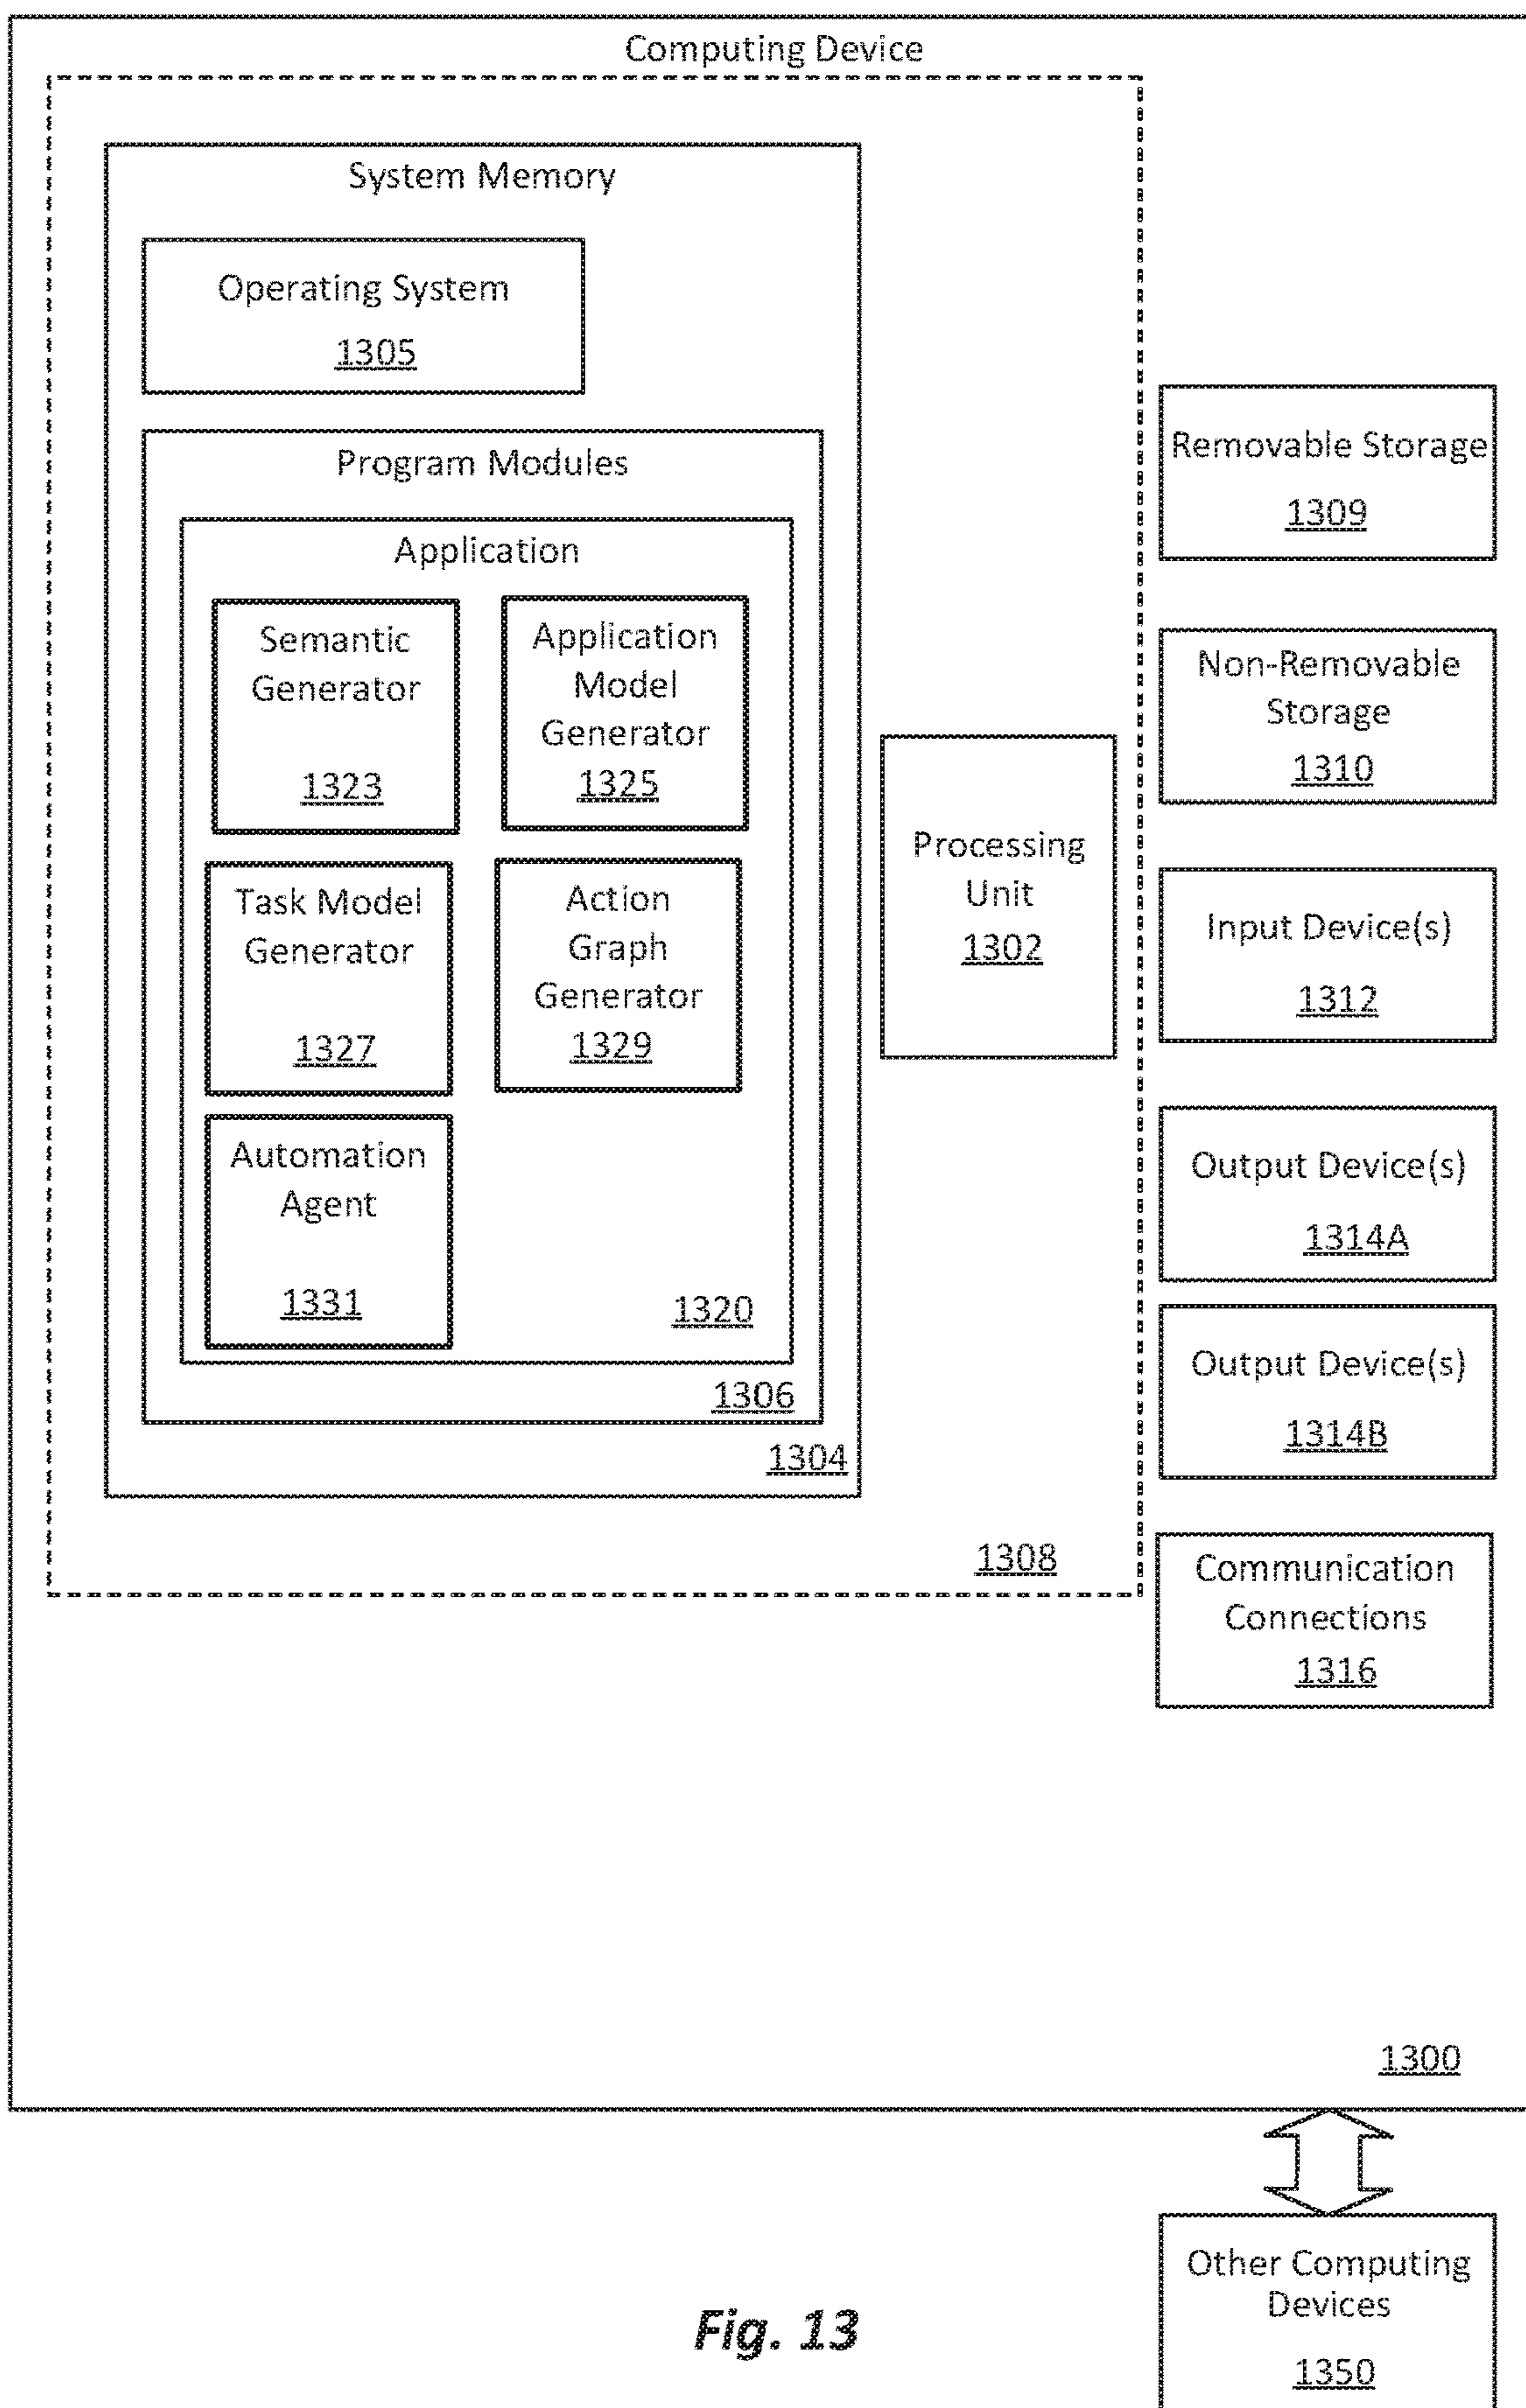 Computing Device
System Memory
Operating System
1305
Program Modules
Application
Semantic
Generator
1323
Application
Model
Generator
1325
Task Model
Generator
1327
Action
Graph
Generator
1329
Automation
Agent
1331
1320
1306
1304
Processing
Unit
1302
1308
Removable Storage
1309
Non-Removable
Storage
1310
Input Device(s)
1312
Output Device(s)
1314A
Output Device(s)
1314B
Communication
Connections
1316
1300
Other Computing
Devices
1350
Fig. 13